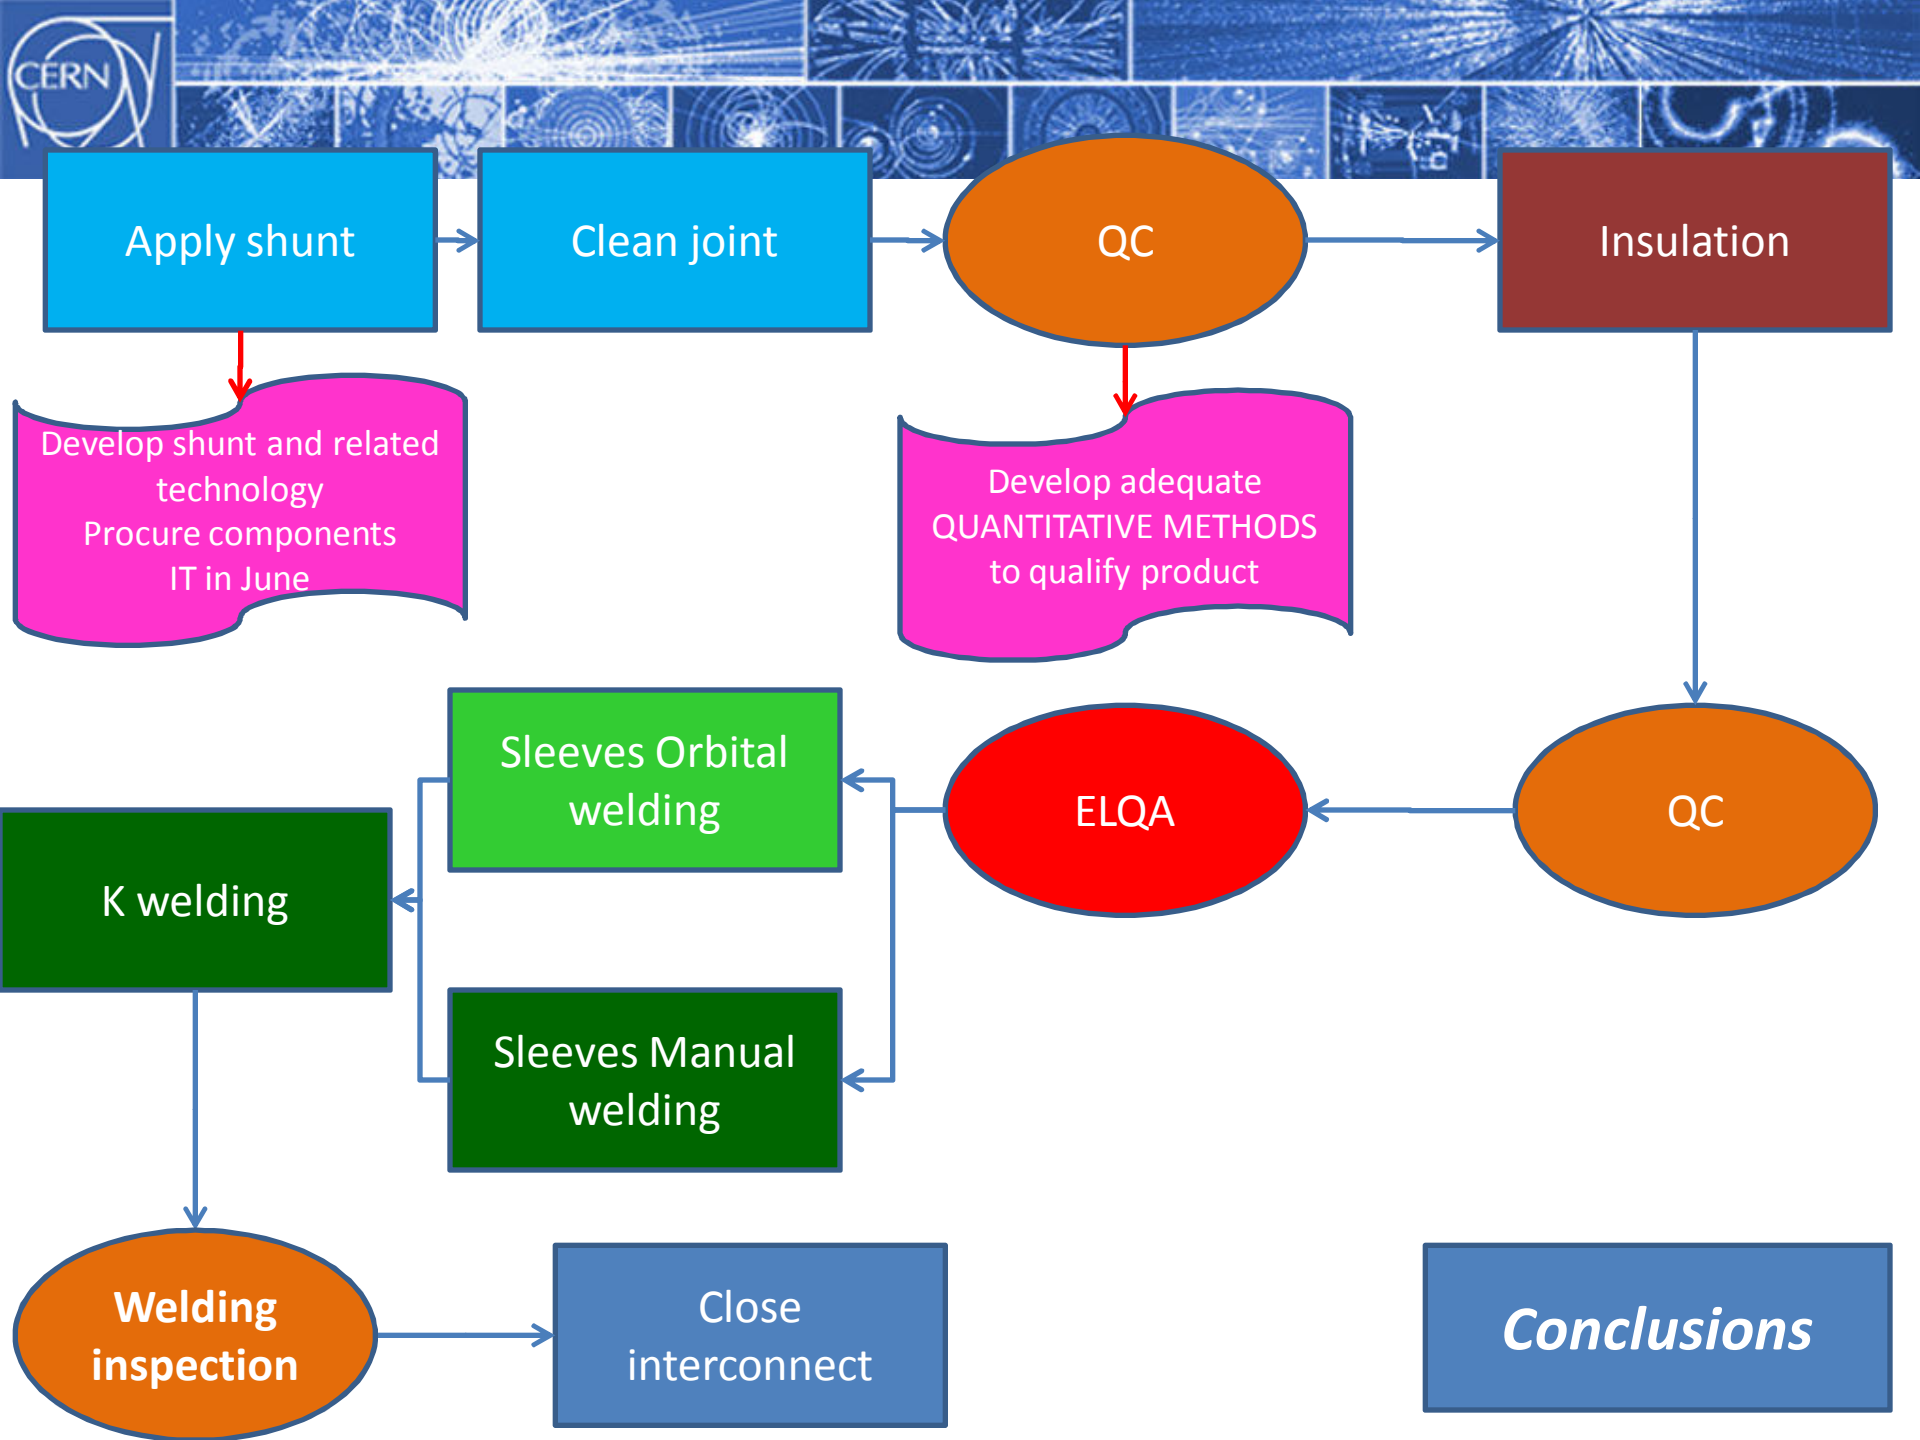 CERN
Apply shunt
Clean joint
QC
Insulation
Develop shunt and related
technology
Procure components
IT in June
Develop adequate
QUANTITATIVE METHODS
to qualify product
Sleeves Orbital
welding
ELQA
QC
K welding
Sleeves Manual
welding
Welding
inspection
Close
interconnect
Conclusions